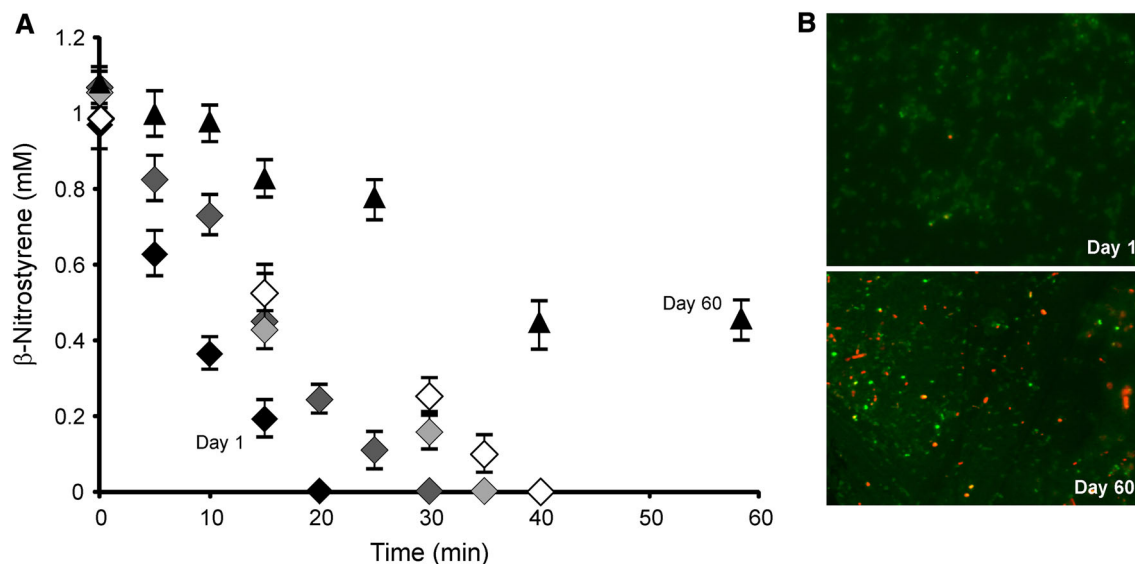 A
1.2
1
0.8
0.6
0.4
0.2
0
β-Nitrostyrene (mM)
Day 60
Day 1
0 10 20 30 40 50 60
Time (min)
B
Day 1
Day 60